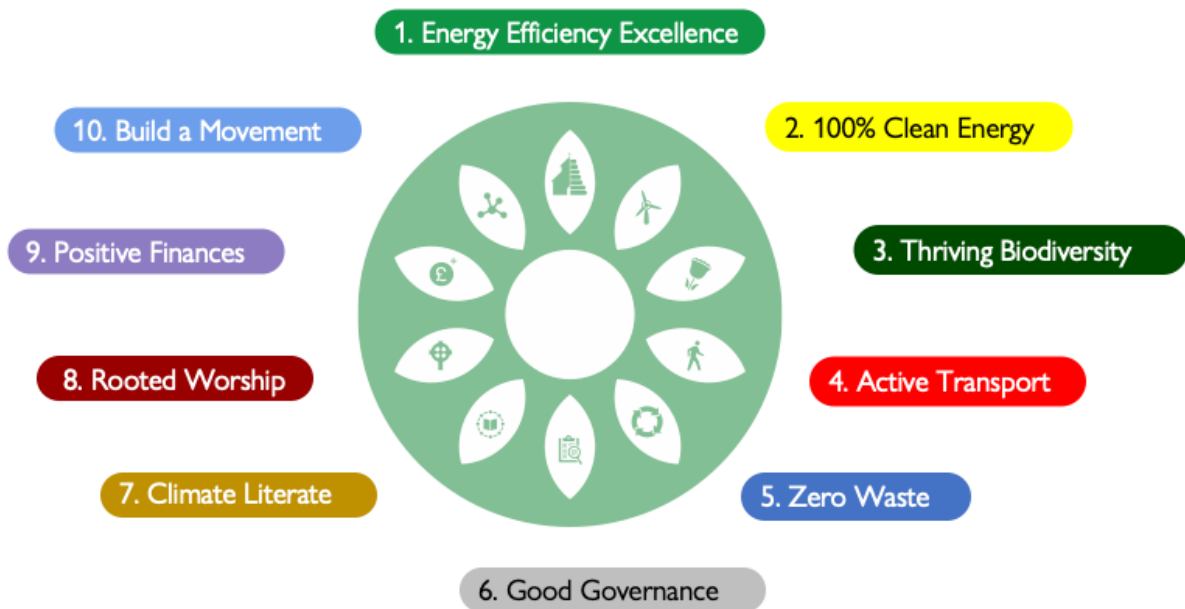 1. Energy Efficiency Excellence
2. 100% Clean Energy
3. Thriving Biodiversity
4. Active Transport
5. Zero Waste
6. Good Governance
7. Climate Literate
8. Rooted Worship
9. Positive Finances
10. Build a Movement
£+